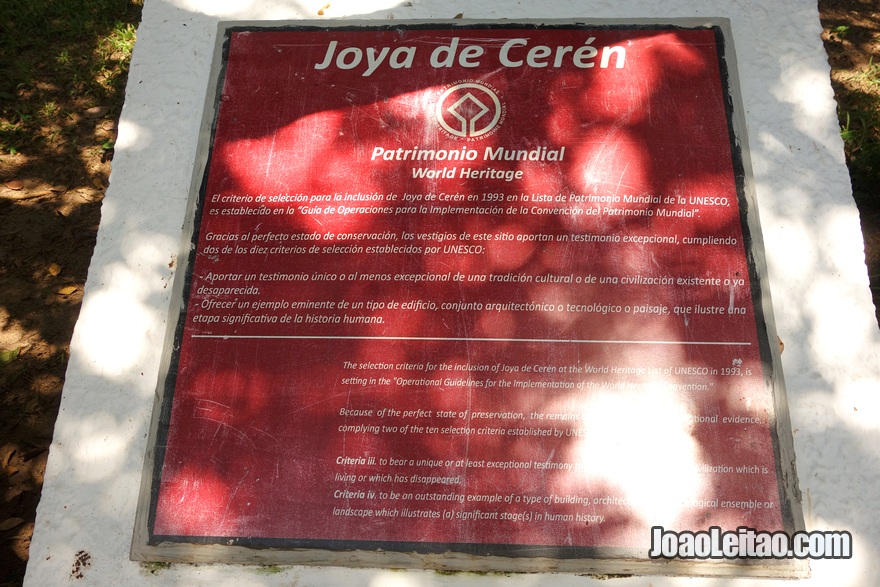 Joya de Cerén
PATRIMONIO MUNDIAL
PATRIMOINE
Patrimonio Mundial
World Heritage
El criterio de selección para la inclusión de Joya de Cerén en 1993 en la Lista de Patrimonio Mundial de la UNESCO,
es establecido en la "Guía de Operaciones para la Implementación de la Convención del Patrimonio Mundial".
Gracias al perfecto estado de conservación, los vestigios de este sitio aportan un testimonio excepcional, cumpliendo
dos de los diez criterios de selección establecidos por UNESCO:
- Aportar un testimonio único o al menos excepcional de una tradición cultural o de una civilización existente o ya
desaparecida.
- Ofrecer un ejemplo eminente de un tipo de edificio, conjunto arquitectónico o tecnológico o paisaje, que ilustre una
etapa significativa de la historia humana.
The selection criteria for the inclusion of Joya de Cerén at the World Heritage List of UNESCO in 1993, is
setting in the "Operational Guidelines for the Implementation of the World Heritage Convention."
Because of the perfect state of preservation, the remains evidence,
complying two of the ten selection criteria established by
Criteria iii. to bear a unique or at least exceptional testimony which is
living or which has disappeared.
Criteria iv. to be an outstanding example of a type of building, ensemble or
landscape which illustrates (a) significant stage(s) in human history.
JoaoLeitao.com